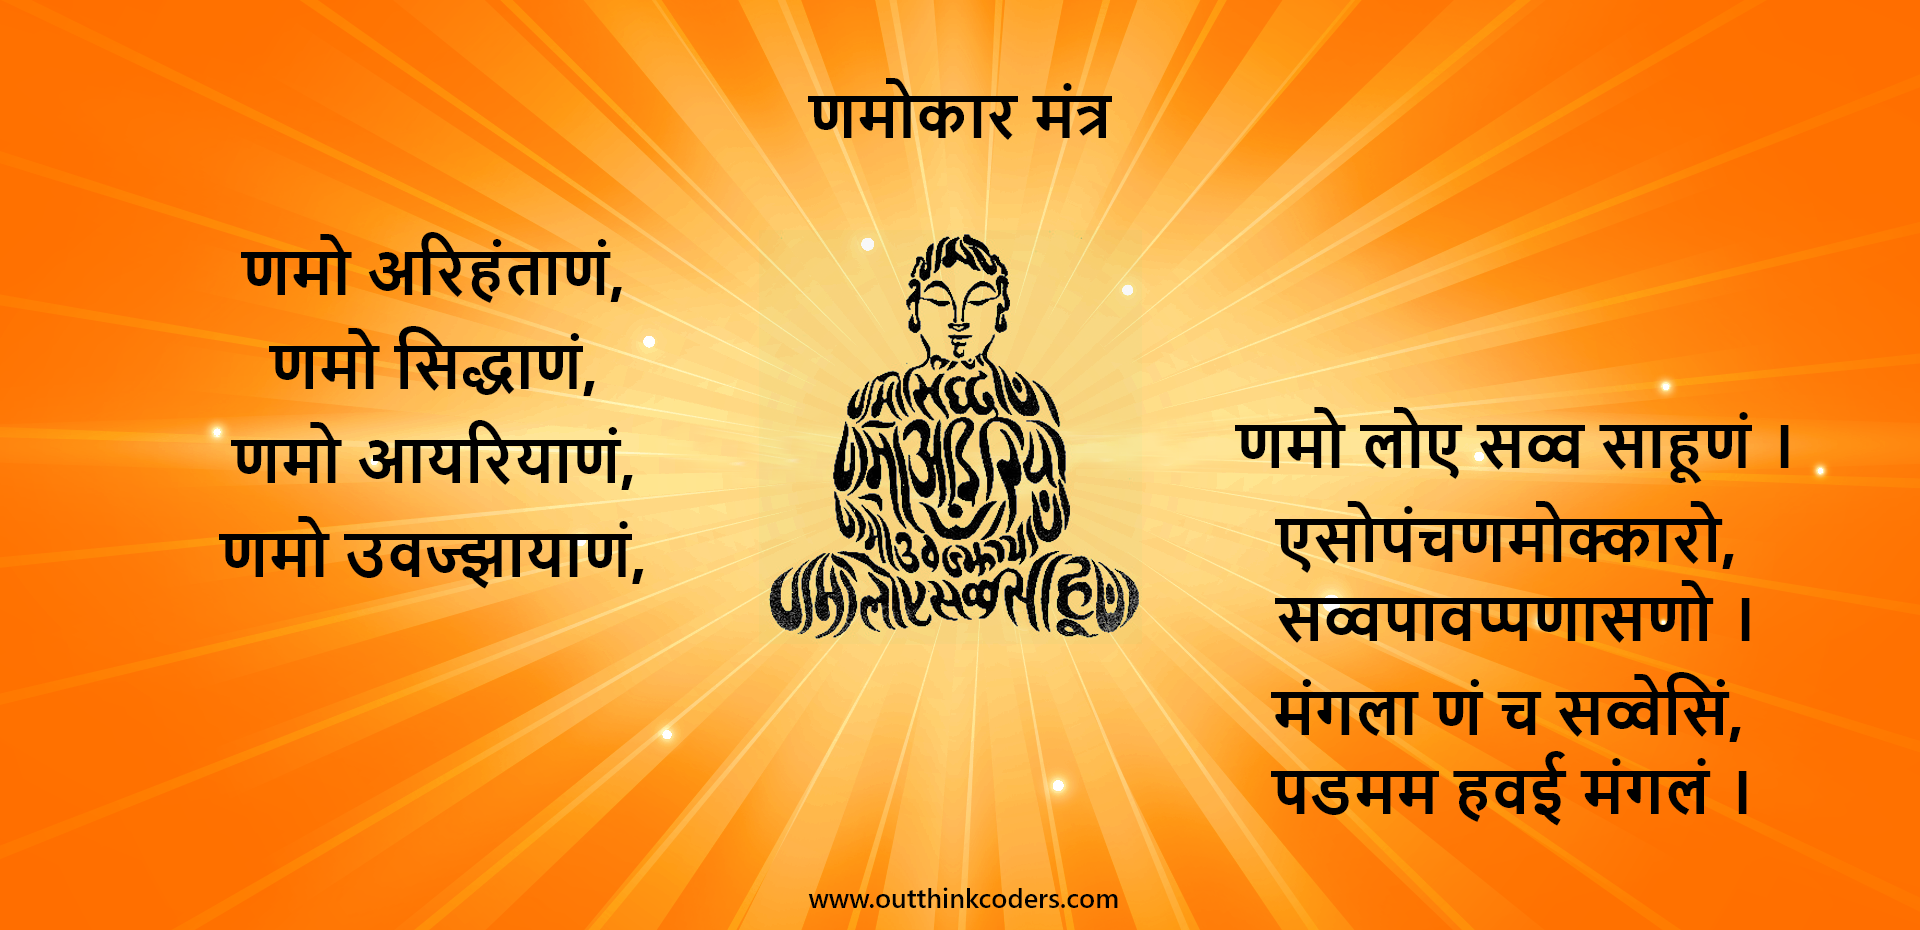 णमोकार मंत्र
णमो अरिहंताणं,
णमो सिद्धाणं,
णमो आयरियाणं,
णमो उवज्झायाणं,
णमो लोए सव्व साहूणं ।
एसोपंचणमोक्कारो,
सव्वपावप्पणासणो ।
मंगला णं च सव्वेसिं,
पडमम हवई मंगलं ।
www.outthinkcoders.com